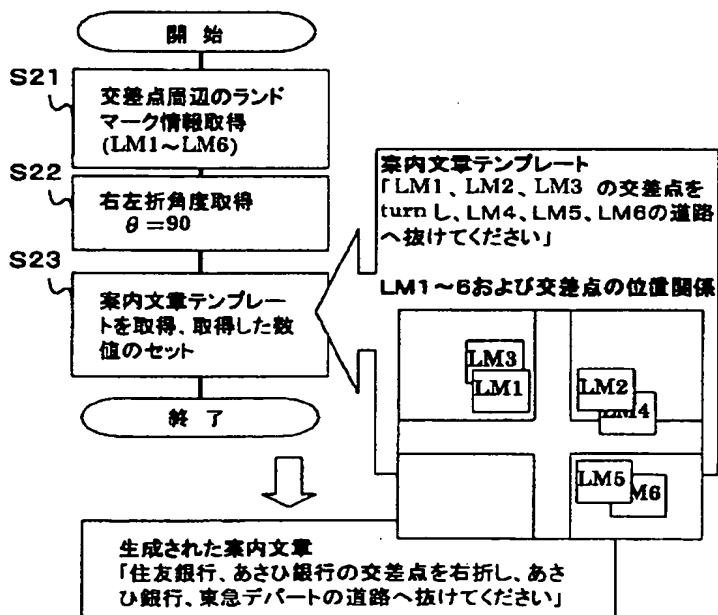 開 始
S21
交差点周辺のランド
マーク情報取得
(LM1～LM6)
S22
右左折角度取得
θ=90
S23
案内文章テンプレー
トを取得、取得した数
値のセット
終 了
案内文章テンプレート
「LM1、LM2、LM3 の交差点を
turnし、LM4、LM5、LM6の道路
へ抜けてください」
LM1～6および交差点の位置関係
LM3
LM1
LM2
LM4
LM5
LM6
生成された案内文章
「住友銀行、あさひ銀行の交差点を右折し、あさ
ひ銀行、東急デパートの道路へ抜けてください」